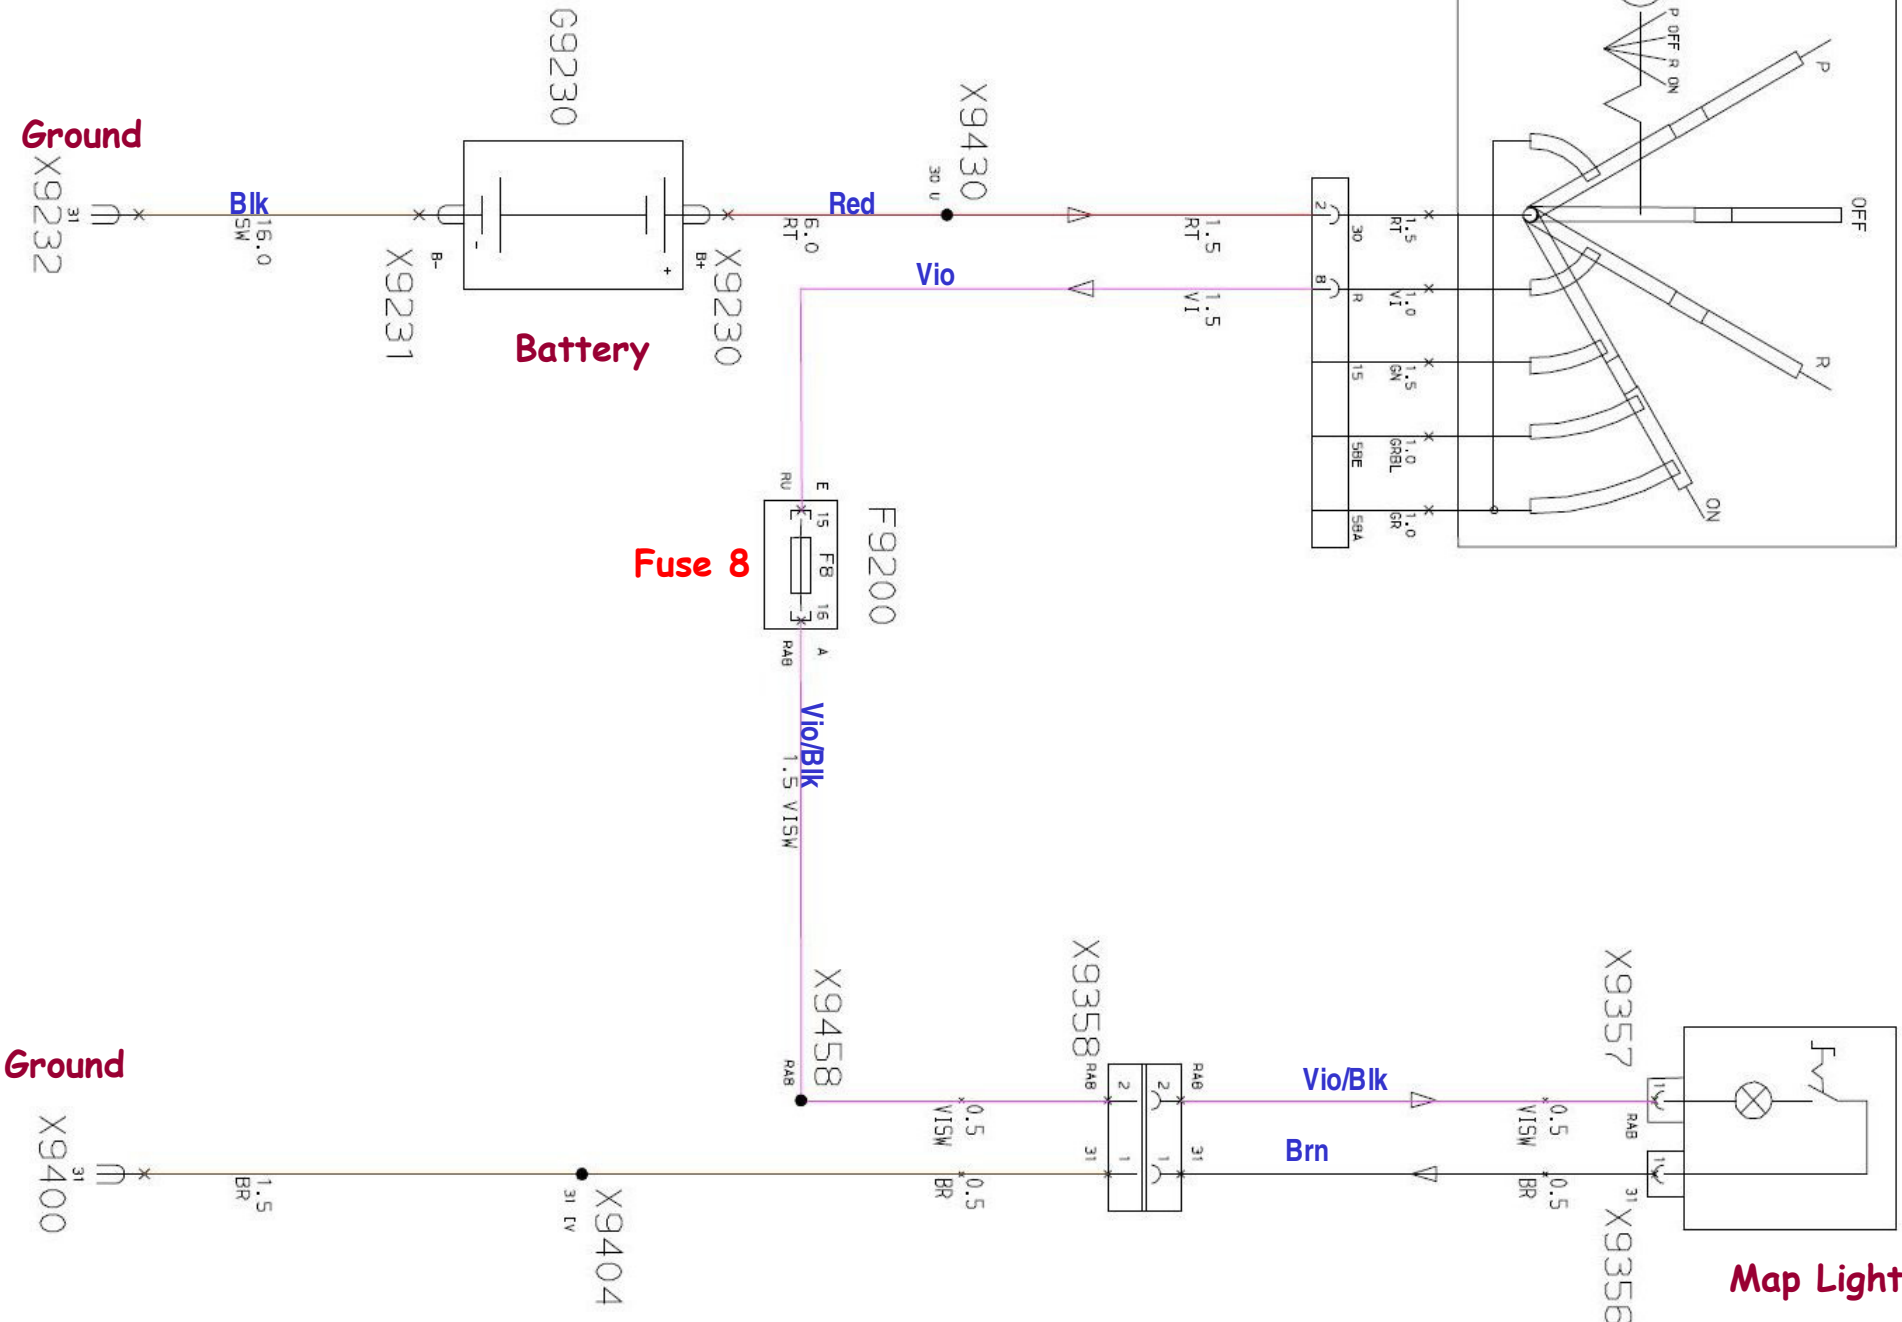 G9230
Ground
X9232
31
Blk
16.0
SW
X9231
B-
-
+
B+
X9230
Battery
6.0
RT
Red
30 U
X9430
1.5
RT
Vio
1.5
VI
2
30
1.5
RT
8
R
1.0
VI
15
1.5
GN
58E
1.0
GRBL
58A
1.0
GR
P OFF R ON
P
OFF
R
ON
RU
E
15
F8
16
F9200
Fuse 8
RAB
A
Vio/Blk
1.5 VISW
X9458
RAB
0.5
VISW
X9358
RAB
2
2
RAB
31
1
1
31
Vio/Blk
0.5
VISW
X9357
1
RAB
Brn
0.5
BR
1
31
X9356
Map Light
0.5
BR
X9404
31
1.5
BR
Ground
X9400
31